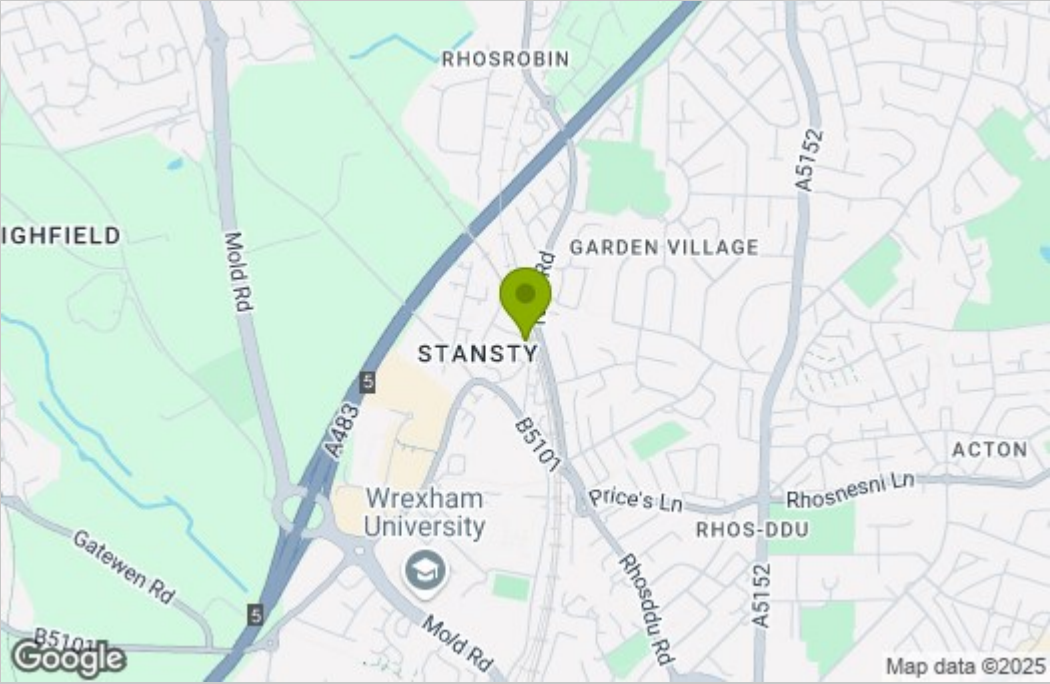 RHOSROBIN
A5152
IGHFIELD
Mold Rd
Rd
GARDEN VILLAGE
STANSTY
5
A483
B5101
ACTON
Wrexham
University
Price's Ln
Rhosnesni Ln
RHOS-DDU
Gatewen Rd
Rhosddu Rd
A5152
5
Mold Rd
B5101
Google
Map data ©2025